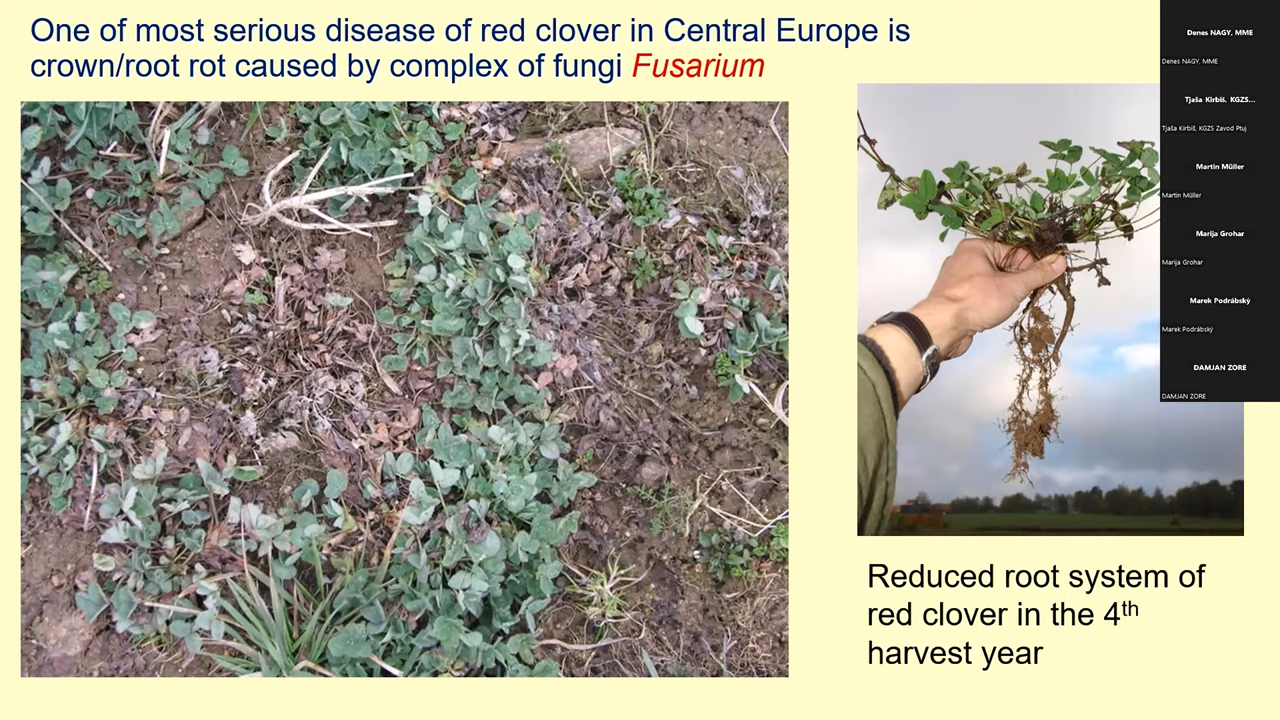 One of most serious disease of red clover in Central Europe is
crown/root rot caused by complex of fungi Fusarium
Denes NAGY, MME
Denes NAGY, MME
Tjaša Kirbiš, KGZS...
Tjaša Kirbiš, KGZS Zavod Ptuj
Martin Müller
Martin Müller
Marija Grohar
Marija Grohar
Marek Podrábský
Marek Podrábský
DAMJAN ZORE
DAMJAN ZORE
Reduced root system of
red clover in the 4th
harvest year